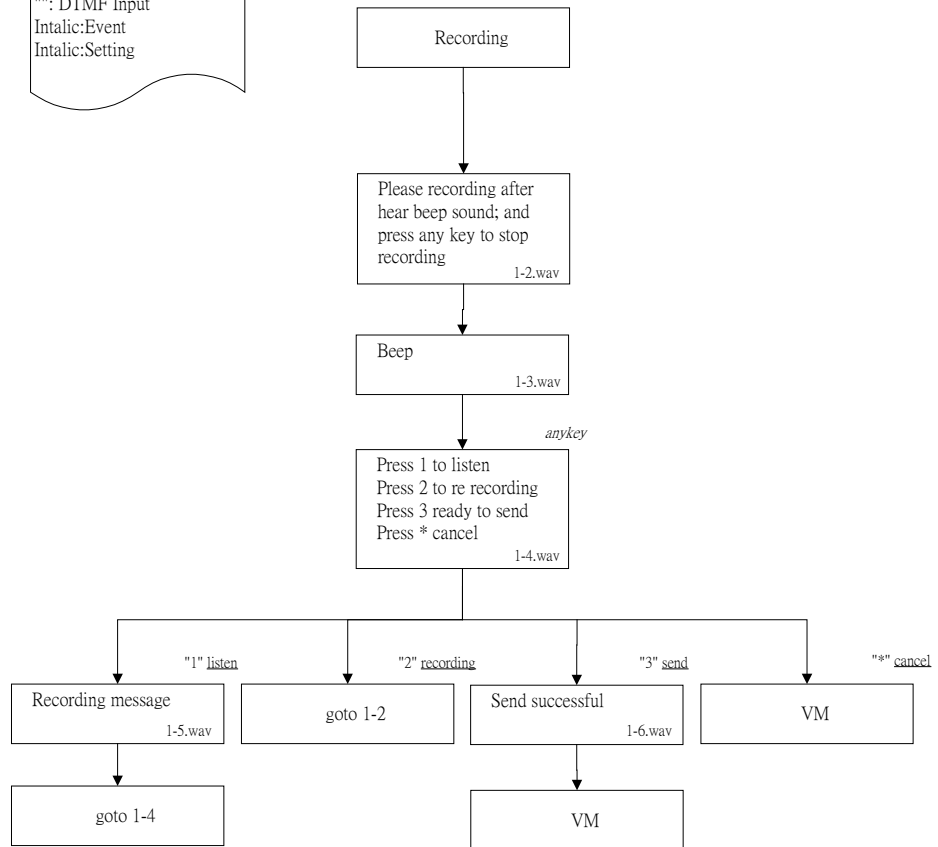 "": DTMF Input
Intalic:Event
Intalic:Setting
Recording
Please recording after
hear beep sound; and
press any key to stop
recording
1-2.wav
Beep
1-3.wav
anykey
Press 1 to listen
Press 2 to re recording
Press 3 ready to send
Press * cancel
1-4.wav
"1" listen
"2" recording
"3" send
"*" cancel
Recording message
1-5.wav
goto 1-2
Send successful
1-6.wav
VM
goto 1-4
VM